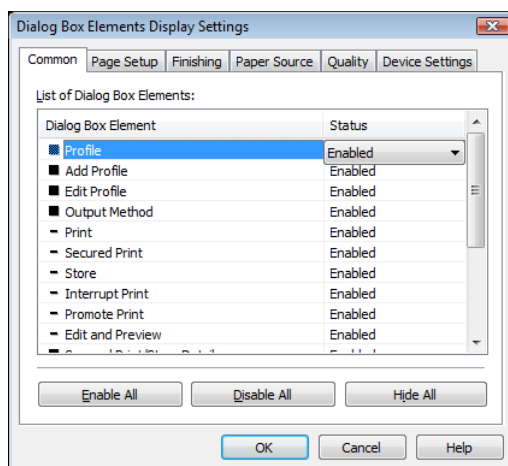 Dialog Box Elements Display Settings
Common Page Setup Finishing Paper Source Quality Device Settings
List of Dialog Box Elements:
Dialog Box Element Status
Profile Enabled
Add Profile Enabled
Edit Profile Enabled
Output Method Enabled
Print Enabled
Secured Print Enabled
Store Enabled
Interrupt Print Enabled
Promote Print Enabled
Edit and Preview Enabled
Enable All Disable All Hide All
OK Cancel Help